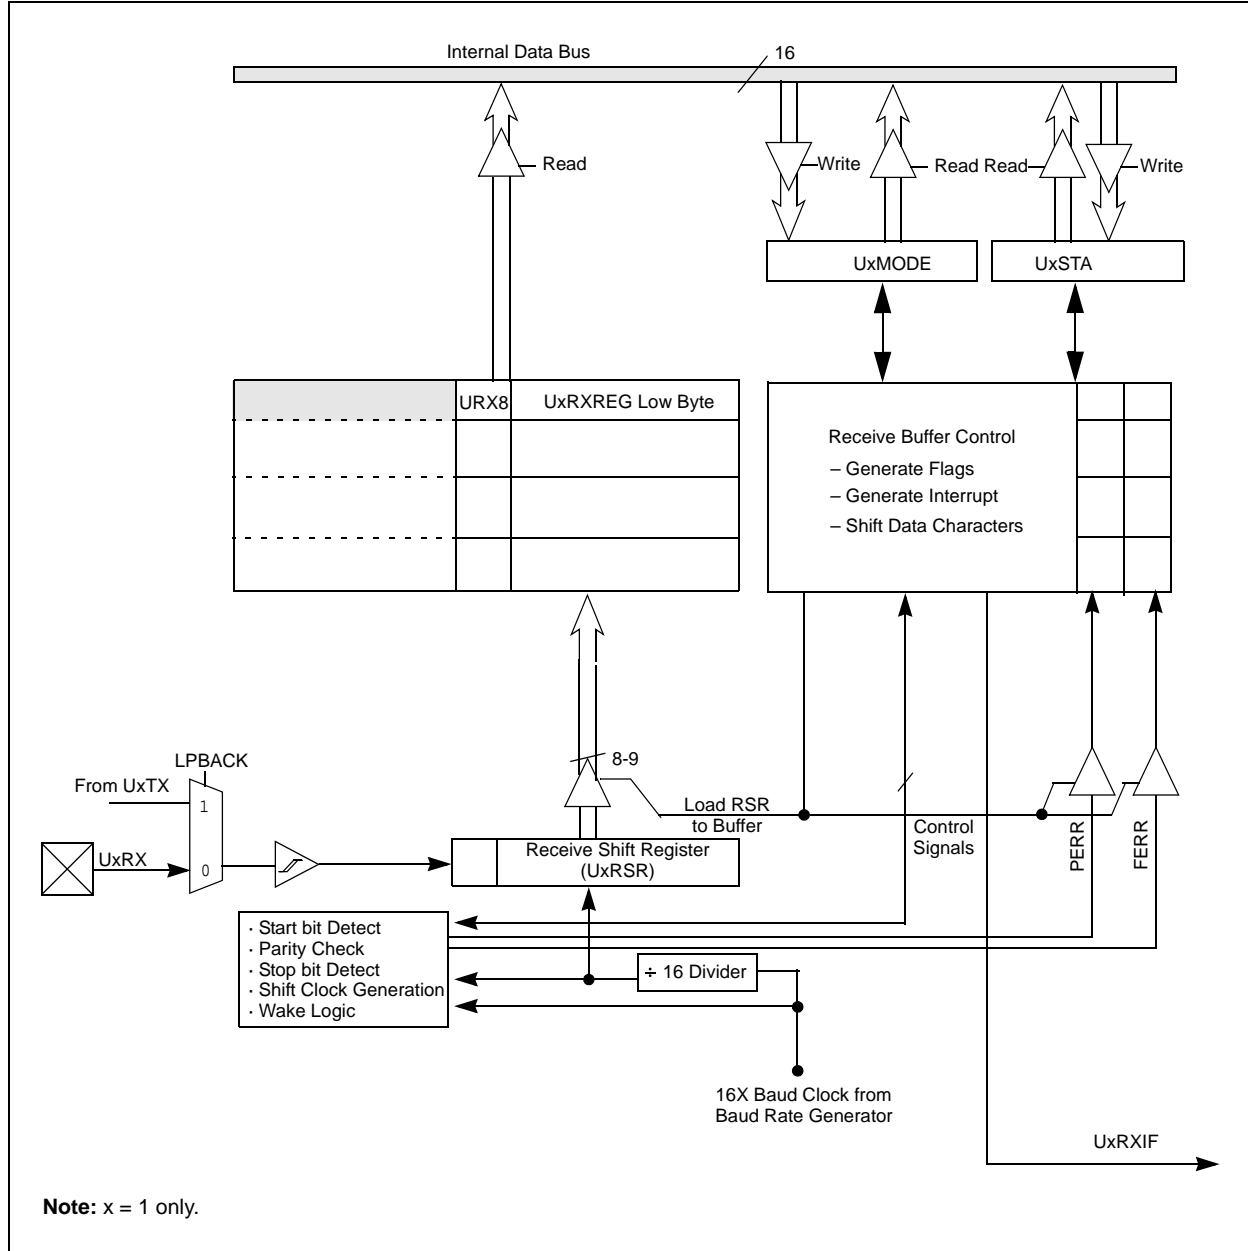 Internal Data Bus
16
Read
Write
Read Read
Write
UxMODE
UxSTA
URX8
UxRXREG Low Byte
Receive Buffer Control
– Generate Flags
– Generate Interrupt
– Shift Data Characters
LPBACK
From UxTX
1
UxRX
0
8-9
Load RSR
to Buffer
Control
Signals
PERR
FERR
Receive Shift Register
(UxRSR)
· Start bit Detect
· Parity Check
· Stop bit Detect
· Shift Clock Generation
· Wake Logic
÷ 16 Divider
16X Baud Clock from
Baud Rate Generator
UxRXIF
Note: x = 1 only.